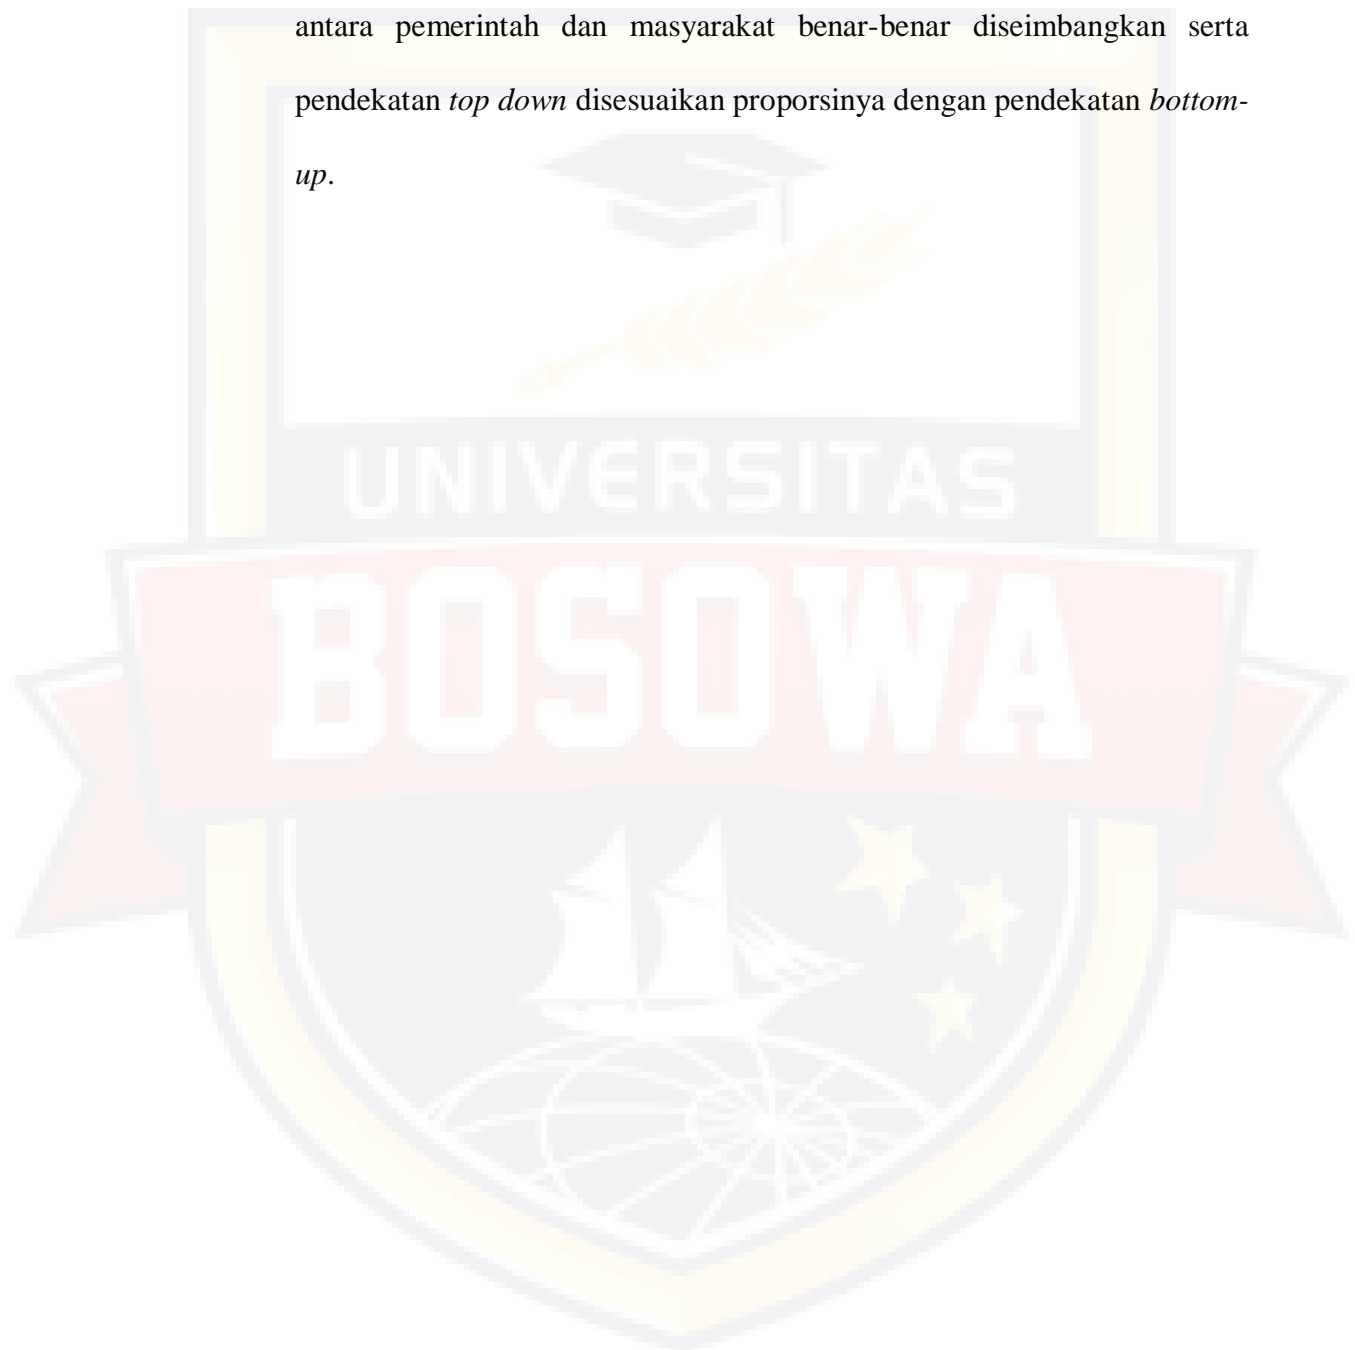 antara pemerintah dan masyarakat benar-benar diseimbangkan serta
pendekatan top down disesuaikan proporsinya dengan pendekatan bottom-
up.
UNIVERSITAS
BOSOWA